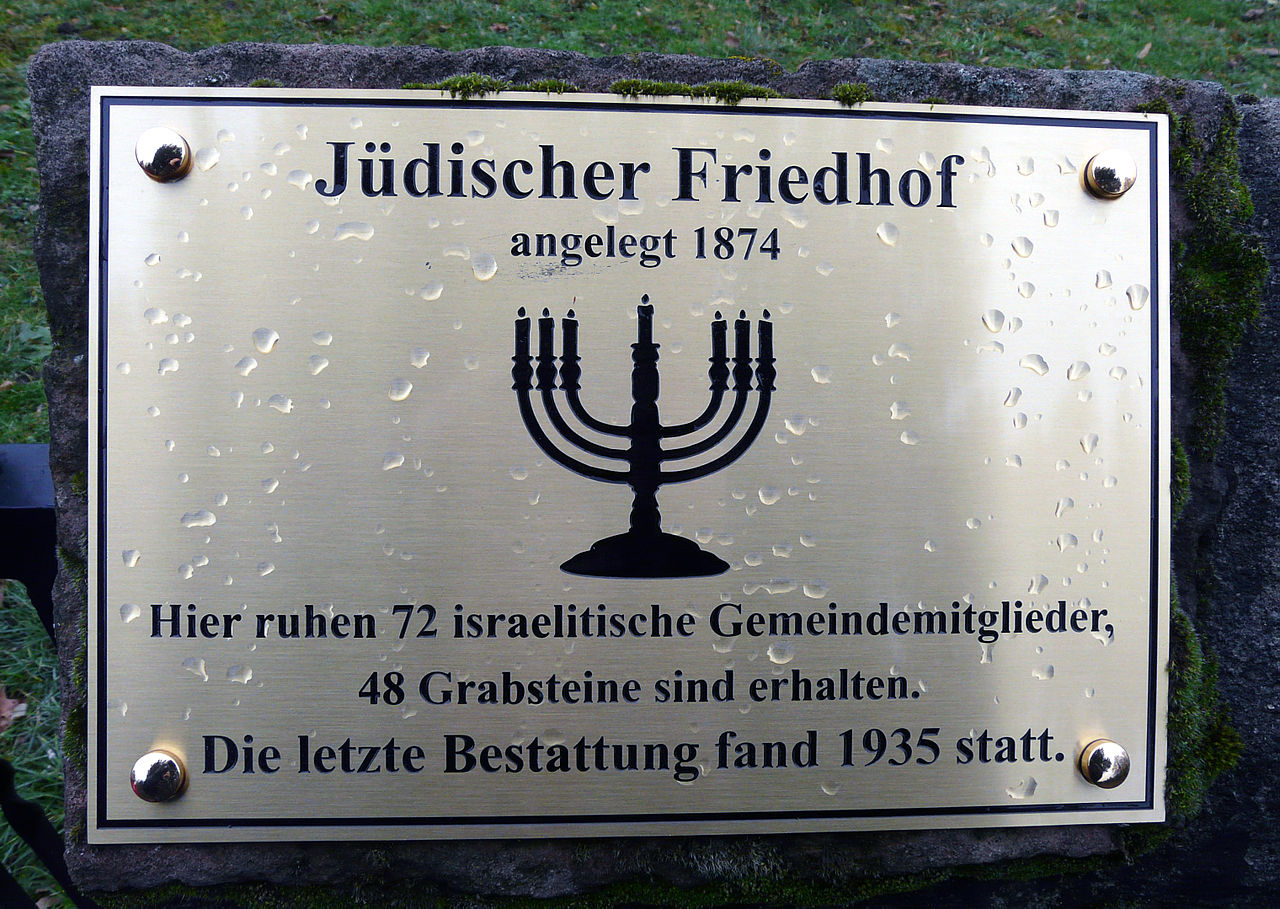 Jüdischer Friedhof
angelegt 1874
Hier ruhen 72 israelitische Gemeindemitglieder,
48 Grabsteine sind erhalten.
Die letzte Bestattung fand 1935 statt.